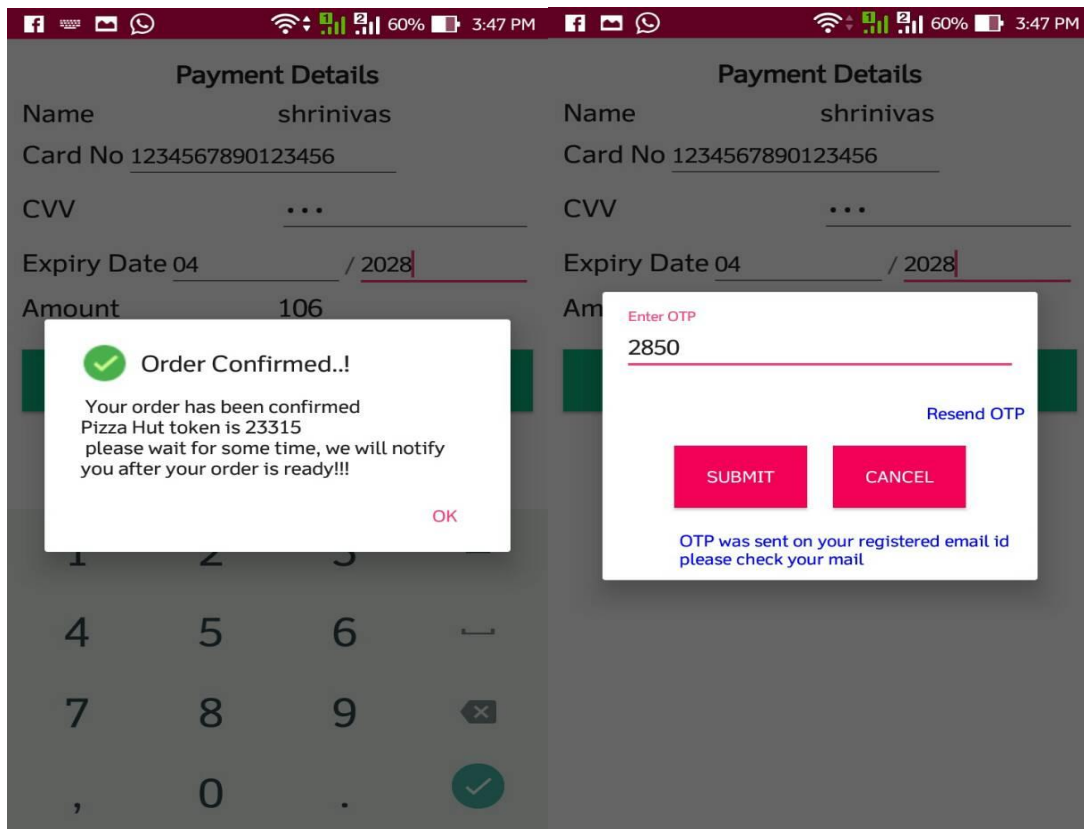 60% 3:47 PM
Payment Details
Name shrinivas
Card No 1234567890123456
CVV •••
Expiry Date 04 / 2028
Amount 106
Order Confirmed..!
Your order has been confirmed
Pizza Hut token is 23315
please wait for some time, we will notify
you after your order is ready!!!
OK
1 2 3
4 5 6
7 8 9
, 0 .
60% 3:47 PM
Payment Details
Name shrinivas
Card No 1234567890123456
CVV •••
Expiry Date 04 / 2028
Am
Enter OTP
2850
Resend OTP
SUBMIT CANCEL
OTP was sent on your registered email id
please check your mail